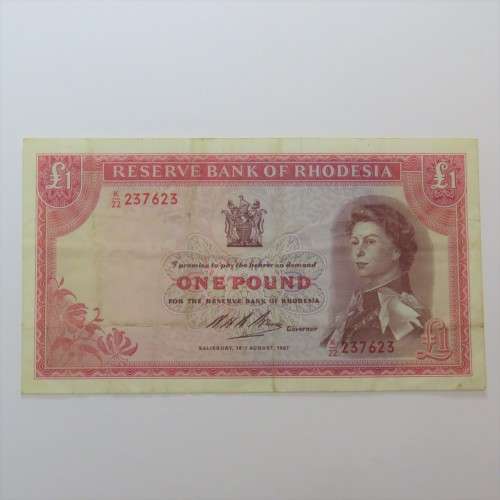 RESERVE BANK OF RHODESIA
£1 £1
K/22 237623
I promise to pay the bearer on demand
ONE POUND
FOR THE RESERVE BANK OF RHODESIA
Governor
SALISBURY, AUGUST, 1967
£1
K/22 237623